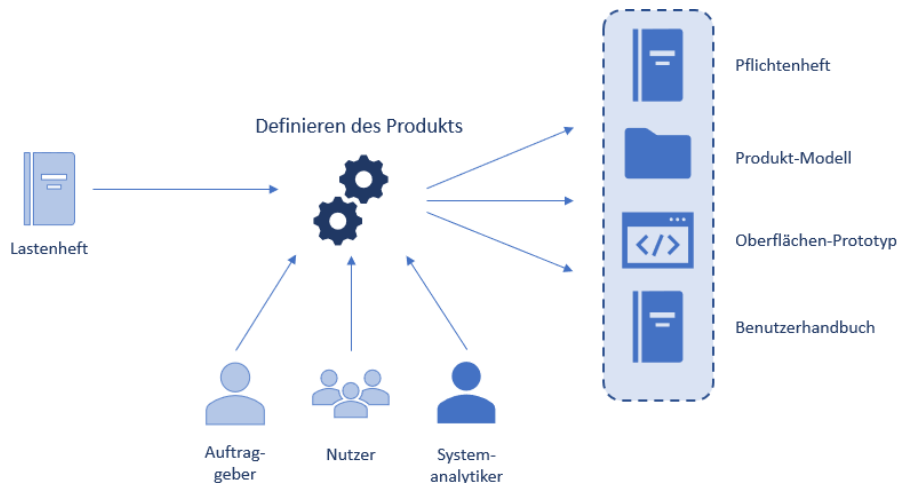 Definieren des Produkts
Lastenheft
Auftrag-
geber
Nutzer
System-
analytiker
Pflichtenheft
Produkt-Modell
Oberflächen-Prototyp
Benutzerhandbuch